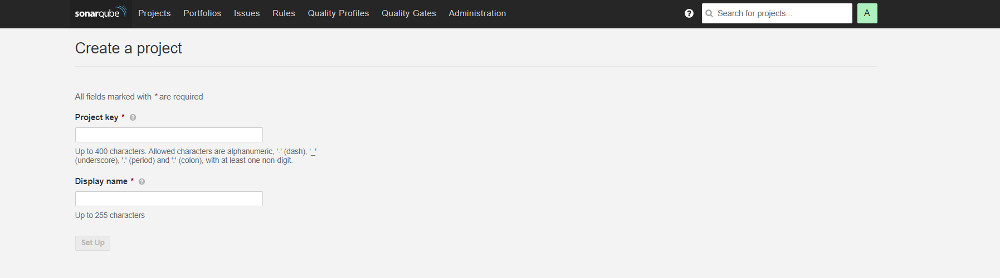 sonarqube Projects Portfolios Issues Rules Quality Profiles Quality Gates Administration ? Search for projects... A
Create a project
All fields marked with * are required
Project key * ?
Up to 400 characters. Allowed characters are alphanumeric, '-' (dash), '_'
(underscore), '.' (period) and ':' (colon), with at least one non-digit.
Display name * ?
Up to 255 characters
Set Up